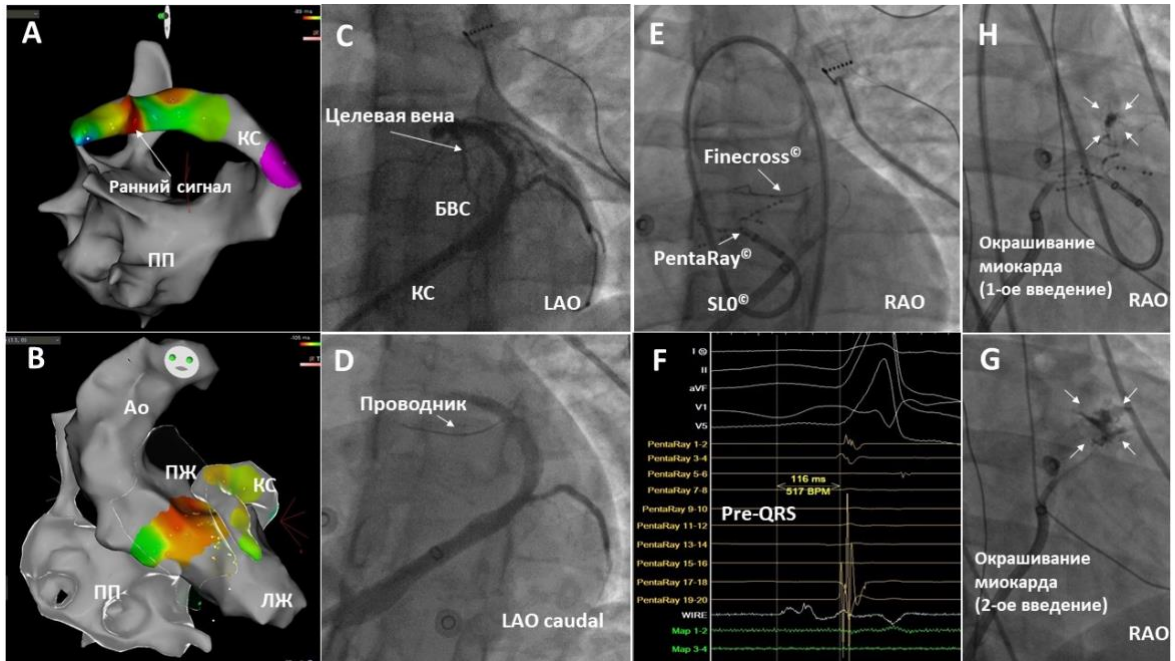 A
КС
Ранний сигнал
ПП
B
Ао
ПЖ
КС
ПП
ЛЖ
C
Целевая вена
БВС
КС
LAO
D
Проводник
LAO caudal
E
Finecross©
PentaRay©
SL0©
RAO
F
I
II
aVF
V1
V5
PentaRay 1-2
PentaRay 3-4
PentaRay 5-6
PentaRay 7-8
116 ms
517 BPM
PentaRay 9-10
Pre-QRS
PentaRay 11-12
PentaRay 13-14
PentaRay 15-16
PentaRay 17-18
PentaRay 19-20
WIRE
Map 1-2
Map 3-4
H
Окрашивание
миокарда
(1-ое введение)
RAO
G
Окрашивание
миокарда
(2-ое введение)
RAO